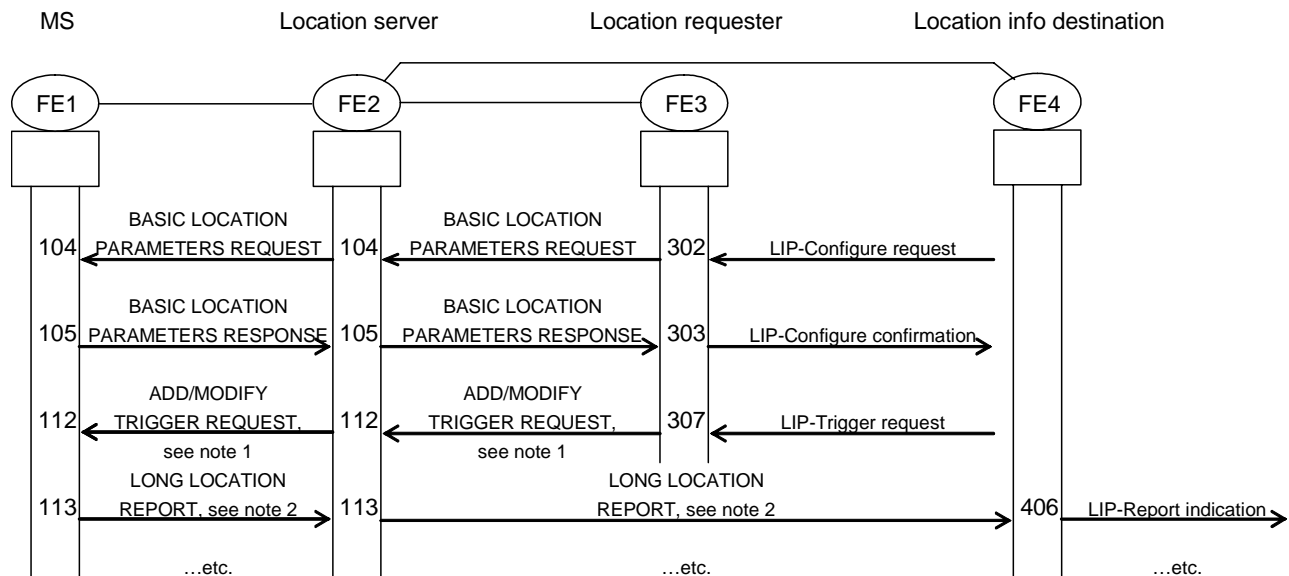 MS Location server Location requester Location info destination
FE1 FE2 FE3 FE4
BASIC LOCATION BASIC LOCATION
104 PARAMETERS REQUEST 104 PARAMETERS REQUEST 302 LIP-Configure request
BASIC LOCATION BASIC LOCATION
105 PARAMETERS RESPONSE 105 PARAMETERS RESPONSE 303 LIP-Configure confirmation
ADD/MODIFY ADD/MODIFY
112 TRIGGER REQUEST, 112 TRIGGER REQUEST, 307 LIP-Trigger request
see note 1 see note 1
LONG LOCATION LONG LOCATION
113 REPORT, see note 2 113 REPORT, see note 2 406 LIP-Report indication
…etc. …etc. …etc.